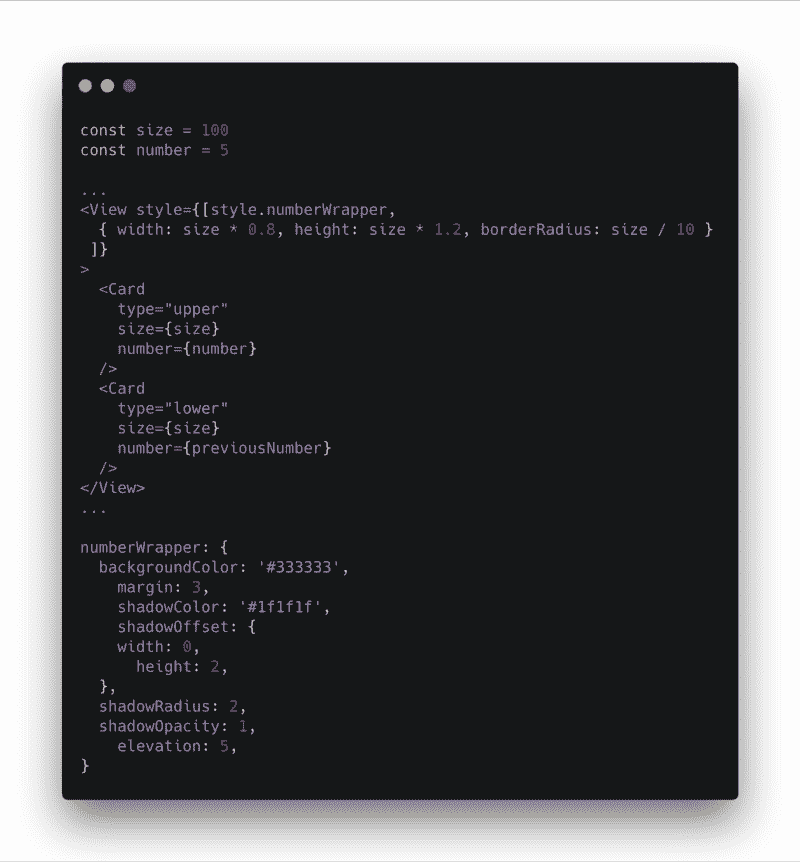 const size = 100
const number = 5
...
<View style={[style.numberWrapper,
  { width: size * 0.8, height: size * 1.2, borderRadius: size / 10 }
 ]}
>
  <Card
    type="upper"
    size={size}
    number={number}
  />
  <Card
    type="lower"
    size={size}
    number={previousNumber}
  />
</View>
...
numberWrapper: {
  backgroundColor: '#333333',
    margin: 3,
    shadowColor: '#1f1f1f',
    shadowOffset: {
    width: 0,
      height: 2,
  },
  shadowRadius: 2,
  shadowOpacity: 1,
    elevation: 5,
}